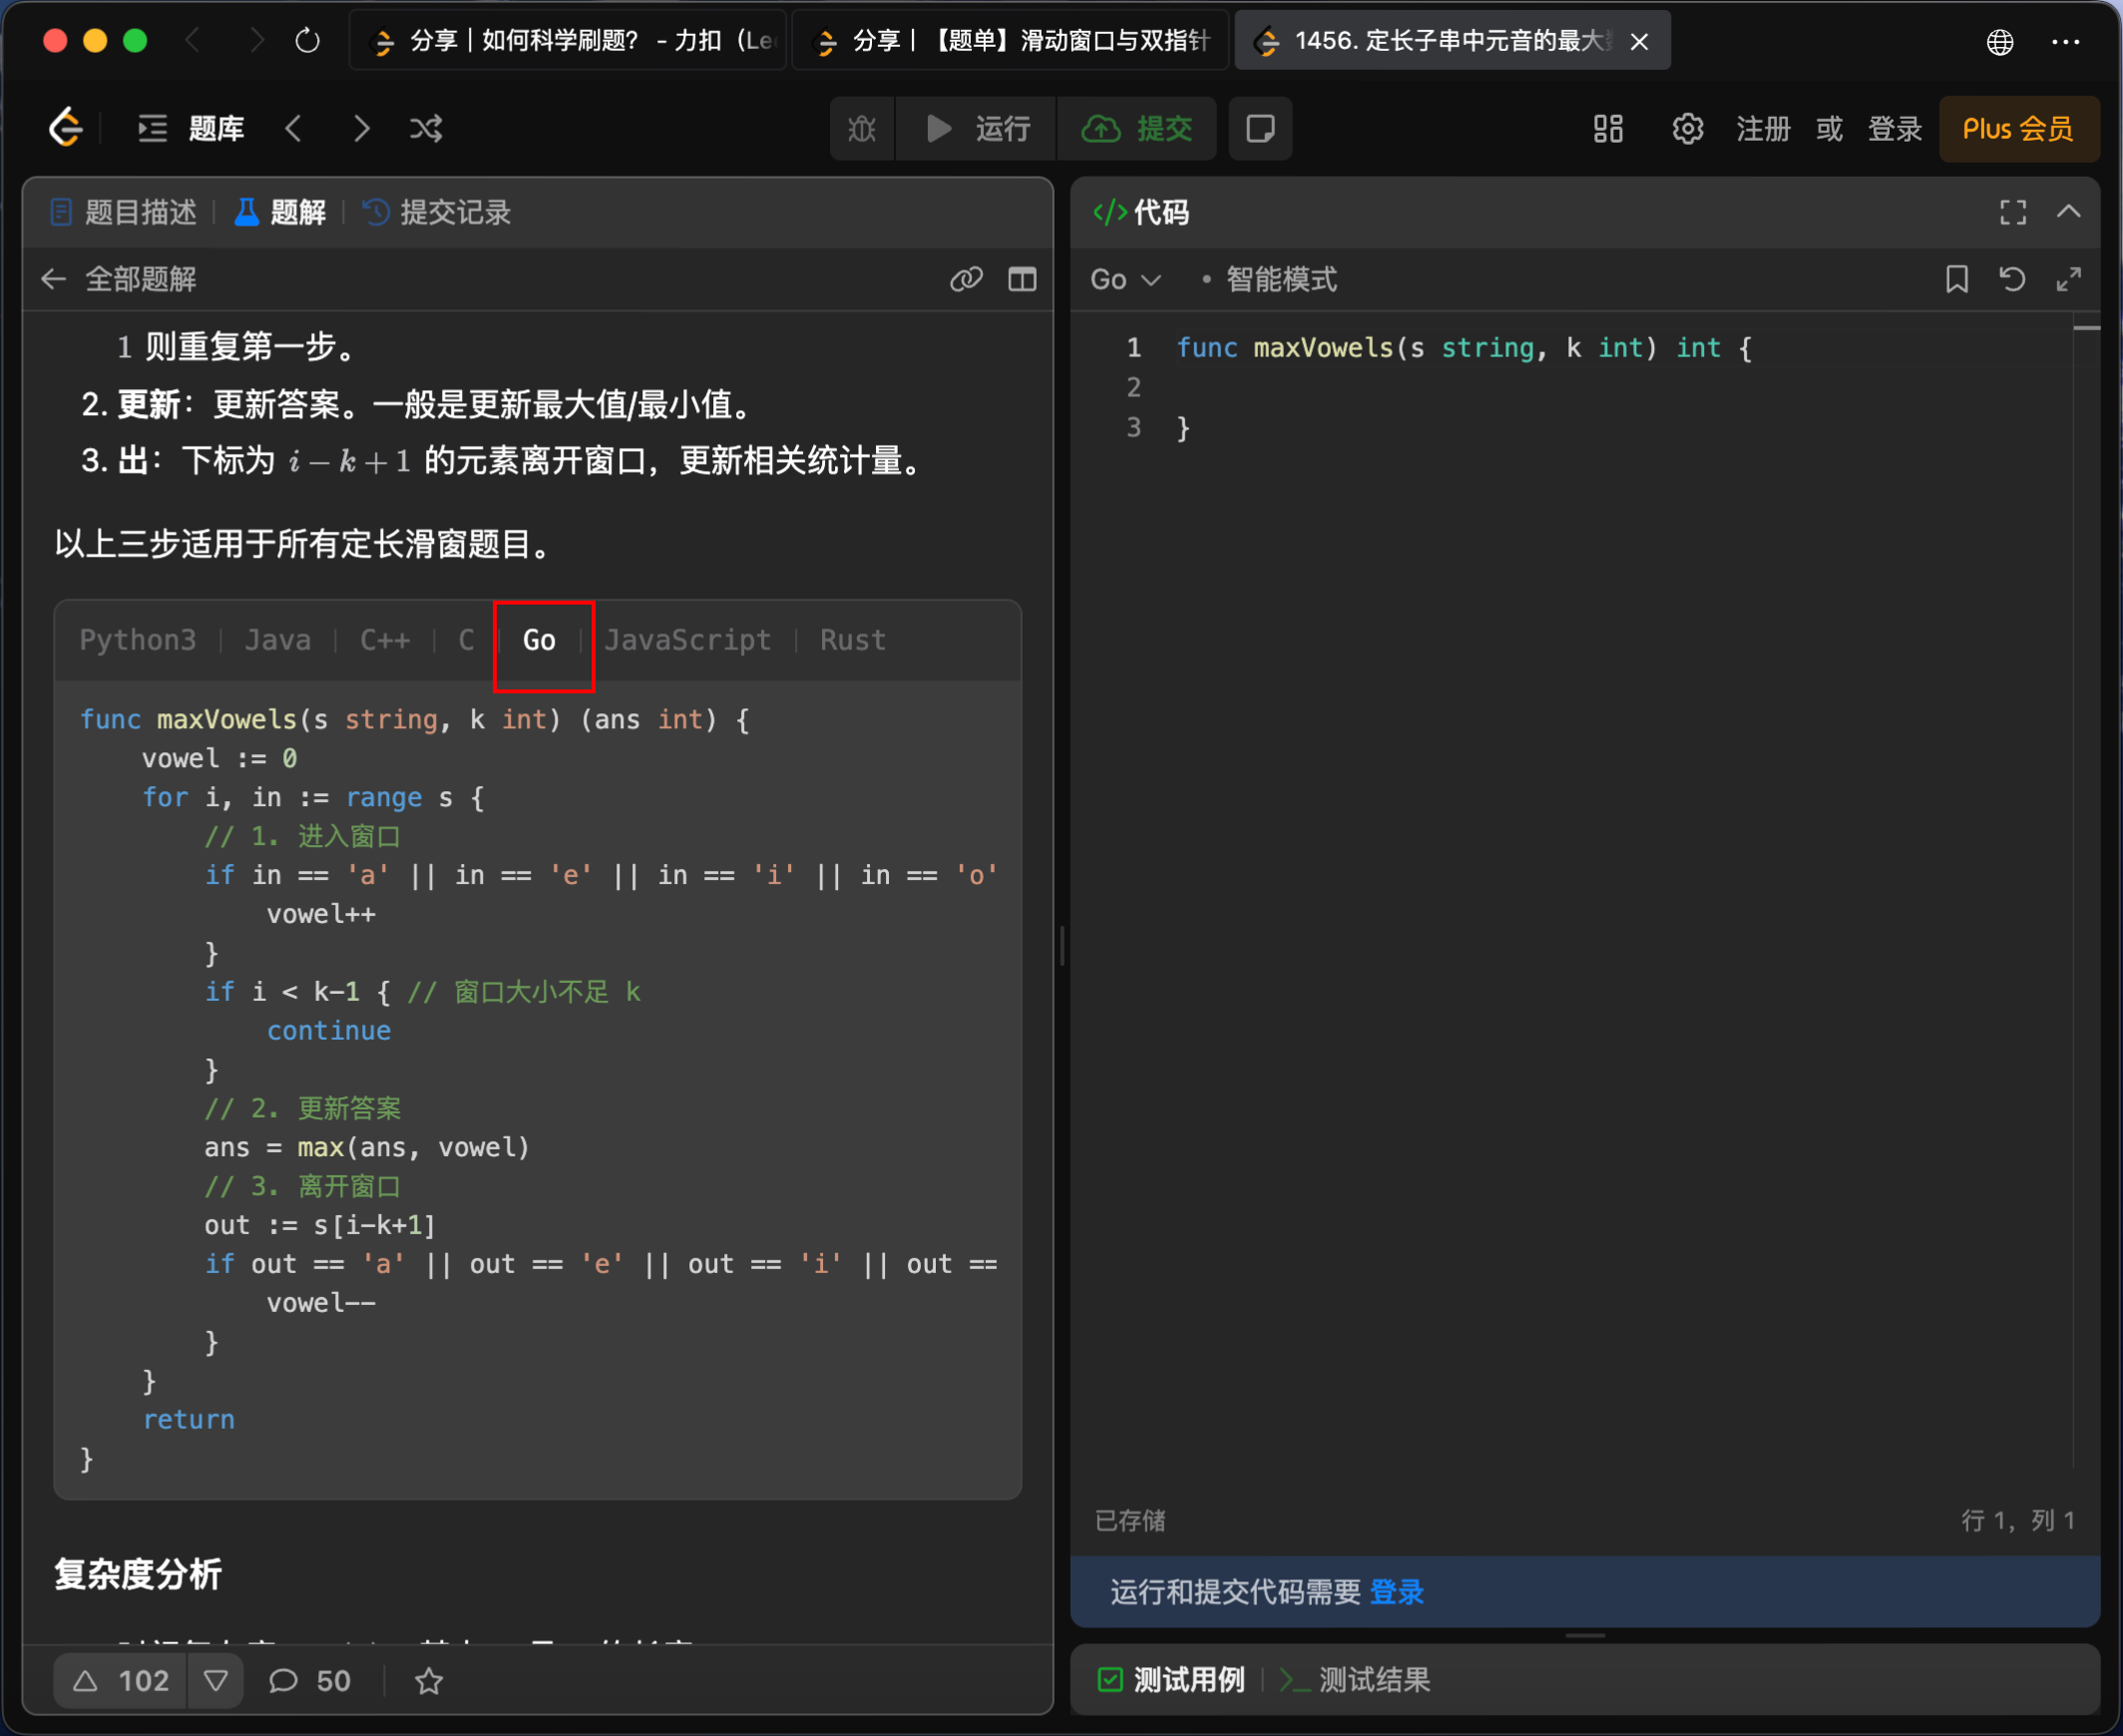 分享｜如何科学刷题？ - 力扣（Lee
分享｜【题单】滑动窗口与双指针
1456. 定长子串中元音的最大
题库
运行
提交
注册 或 登录
Plus 会员
题目描述
题解
提交记录
全部题解
1 则重复第一步。
2. 更新：更新答案。一般是更新最大值/最小值。
3. 出：下标为 i − k + 1 的元素离开窗口，更新相关统计量。
以上三步适用于所有定长滑窗题目。
Python3 | Java | C++ | C | Go | JavaScript | Rust
func maxVowels(s string, k int) (ans int) {
    vowel := 0
    for i, in := range s {
        // 1. 进入窗口
        if in == 'a' || in == 'e' || in == 'i' || in == 'o'
            vowel++
        }
        if i < k-1 { // 窗口大小不足 k
            continue
        }
        // 2. 更新答案
        ans = max(ans, vowel)
        // 3. 离开窗口
        out := s[i-k+1]
        if out == 'a' || out == 'e' || out == 'i' || out ==
            vowel--
        }
    }
    return
}
复杂度分析
102
50
</> 代码
Go
• 智能模式
1 func maxVowels(s string, k int) int {
2
3 }
已存储
行 1，列 1
运行和提交代码需要 登录
测试用例
测试结果